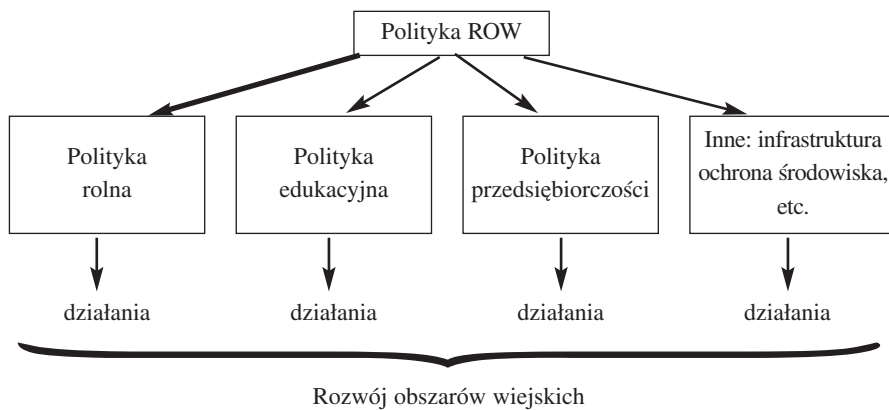 Polityka ROW
Polityka
rolna
Polityka
edukacyjna
Polityka
przedsiębiorczości
Inne: infrastruktura
ochrona środowiska,
etc.
działania
działania
działania
działania
Rozwój obszarów wiejskich